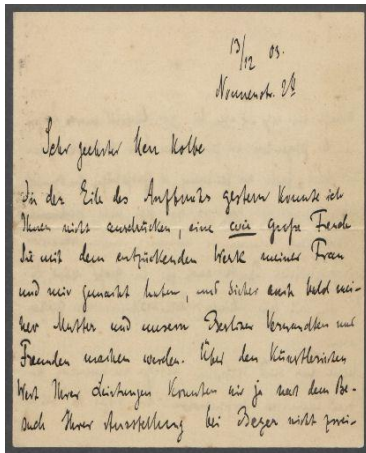 13/12 03.
Nonnenstr. 2b
Sehr geehrter Herr Kolbe
In der Eile des Aufbruchs gestern konnte ich
Ihnen nicht ausdrücken, eine wie große Freude
Sie mit dem entzückenden Werk meiner Frau
und mir gemacht haben, und sicher auch bald mei-
ner Mutter und unsern Berliner Verwandten und
Freunden machen werden. Über den künstlerischen
Wert Ihrer Leistungen konnten wir ja nach dem Be-
such Ihrer Ausstellung bei Beyer nicht zwei-